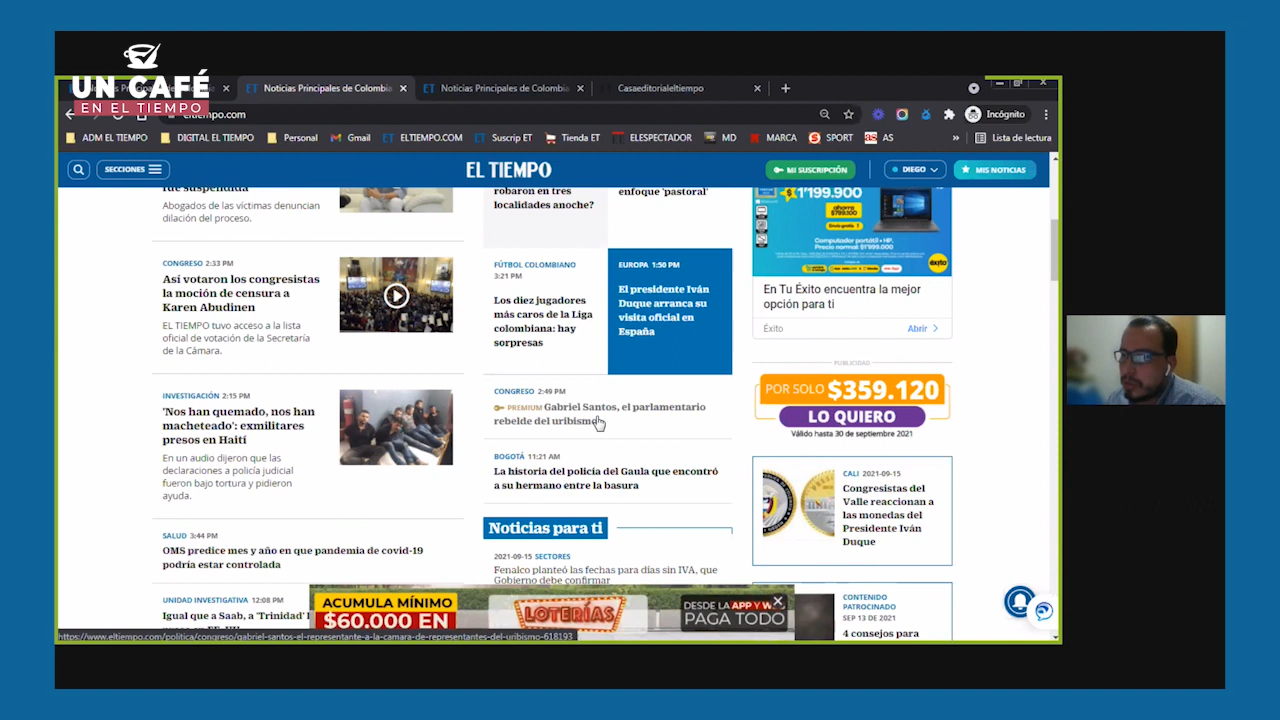 UN CAFÉ
EN EL TIEMPO
Noticias Principales de Colombia
Noticias Principales de Colombia
Casaeditorialeltiempo
eltiempo.com
Incógnito
ADM EL TIEMPO
DIGITAL EL TIEMPO
Personal
Gmail
ELTIEMPO.COM
Suscrip ET
Tienda ET
ELESPECTADOR
MD
MARCA
SPORT
AS
»
Lista de lectura
SECCIONES
EL TIEMPO
MI SUSCRIPCIÓN
DIEGO
MIS NOTICIAS
fue suspendida
Abogados de las víctimas denuncian
dilación del proceso.
CONGRESO 2:33 PM
Así votaron los congresistas
la moción de censura a
Karen Abudinen
EL TIEMPO tuvo acceso a la lista
oficial de votación de la Secretaría
de la Cámara.
INVESTIGACIÓN 2:15 PM
'Nos han quemado, nos han
macheteado': exmilitares
presos en Haití
En un audio dijeron que las
declaraciones a policía judicial
fueron bajo tortura y pidieron
ayuda.
SALUD 3:44 PM
OMS predice mes y año en que pandemia de covid-19
podría estar controlada
UNIDAD INVESTIGATIVA 12:08 PM
Igual que a Saab, a 'Trinidad'
robaron en tres
localidades anoche?
enfoque 'pastoral'
FÚTBOL COLOMBIANO
3:21 PM
Los diez jugadores
más caros de la Liga
colombiana: hay
sorpresas
EUROPA 1:50 PM
El presidente Iván
Duque arranca su
visita oficial en
España
CONGRESO 2:49 PM
PREMIUM Gabriel Santos, el parlamentario
rebelde del uribismo
BOGOTÁ 11:21 AM
La historia del policía del Gaula que encontró
a su hermano entre la basura
Noticias para ti
2021-09-15 SECTORES
Fenalco planteó las fechas para días sin IVA, que
Gobierno debe confirmar
$1'199.900
ahorra
$799.100
Envío gratis
Computador portátil + HP.
Precio normal: $1'999.000
éxito
En Tu Éxito encuentra la mejor
opción para ti
Éxito
Abrir
PUBLICIDAD
POR SOLO $359.120
LO QUIERO
Válido hasta 30 de septiembre 2021
CALI 2021-09-15
Congresistas del
Valle reaccionan a
las monedas del
Presidente Iván
Duque
CONTENIDO
PATROCINADO
SEP 13 DE 2021
4 consejos para
ACUMULA MÍNIMO
$60.000 EN
LOTERÍAS
DESDE LA APP Y
PAGA TODO
https://www.eltiempo.com/politica/congreso/gabriel-santos-el-representante-a-la-camara-de-representantes-del-uribismo-618193